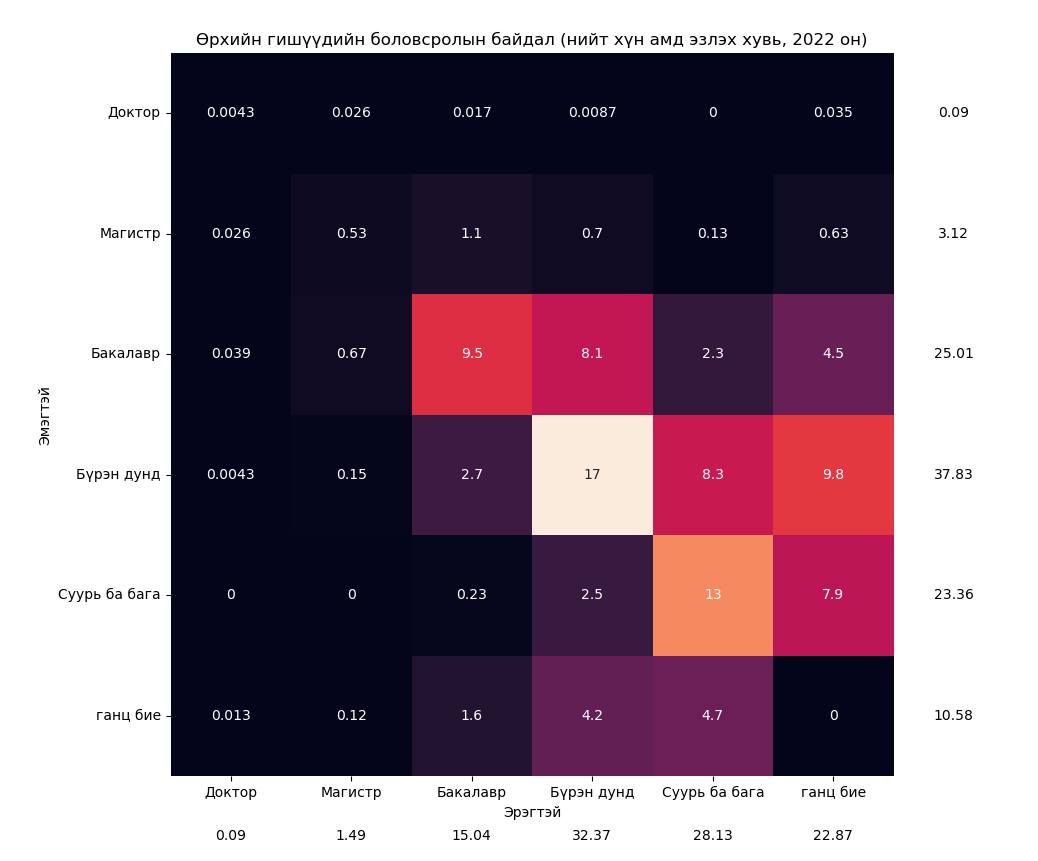 Өрхийн гишүүдийн боловсролын байдал (нийт хүн амд эзлэх хувь, 2022 он)
Доктор 0.0043 0.026 0.017 0.0087 0 0.035 0.09
Магистр 0.026 0.53 1.1 0.7 0.13 0.63 3.12
Бакалавр 0.039 0.67 9.5 8.1 2.3 4.5 25.01
Эмэгтэй
Бүрэн дунд 0.0043 0.15 2.7 17 8.3 9.8 37.83
Суурь ба бага 0 0 0.23 2.5 13 7.9 23.36
ганц бие 0.013 0.12 1.6 4.2 4.7 0 10.58
Доктор Магистр Бакалавр Бүрэн дунд Суурь ба бага ганц бие
Эрэгтэй
0.09 1.49 15.04 32.37 28.13 22.87